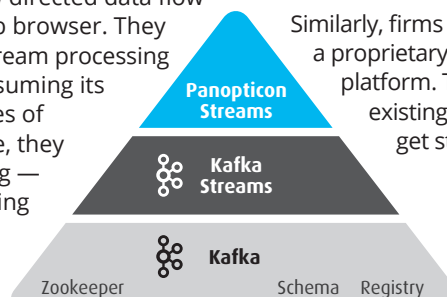 directed data flow
browser. They
ream processing
suming its
es of
e, they
g —
ing
Panopticon
Streams
Kafka
Streams
Kafka
Zookeeper
Schema Registry
Similarly, firms
a proprietary
platform.
existing
get st